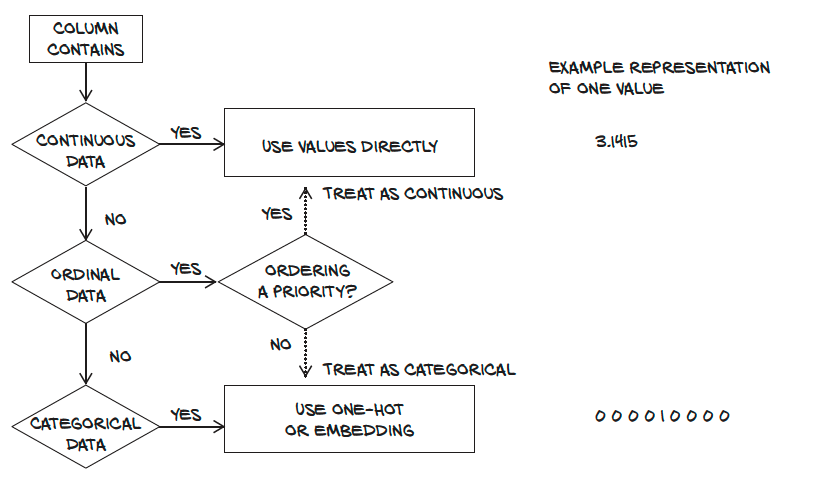 COLUMN
CONTAINS
EXAMPLE REPRESENTATION
OF ONE VALUE
CONTINUOUS
DATA
YES
USE VALUES DIRECTLY
3.1415
NO
YES
TREAT AS CONTINUOUS
ORDINAL
DATA
YES
ORDERING
A PRIORITY?
NO
NO
TREAT AS CATEGORICAL
CATEGORICAL
DATA
YES
USE ONE-HOT
OR EMBEDDING
0 0 0 0 1 0 0 0 0